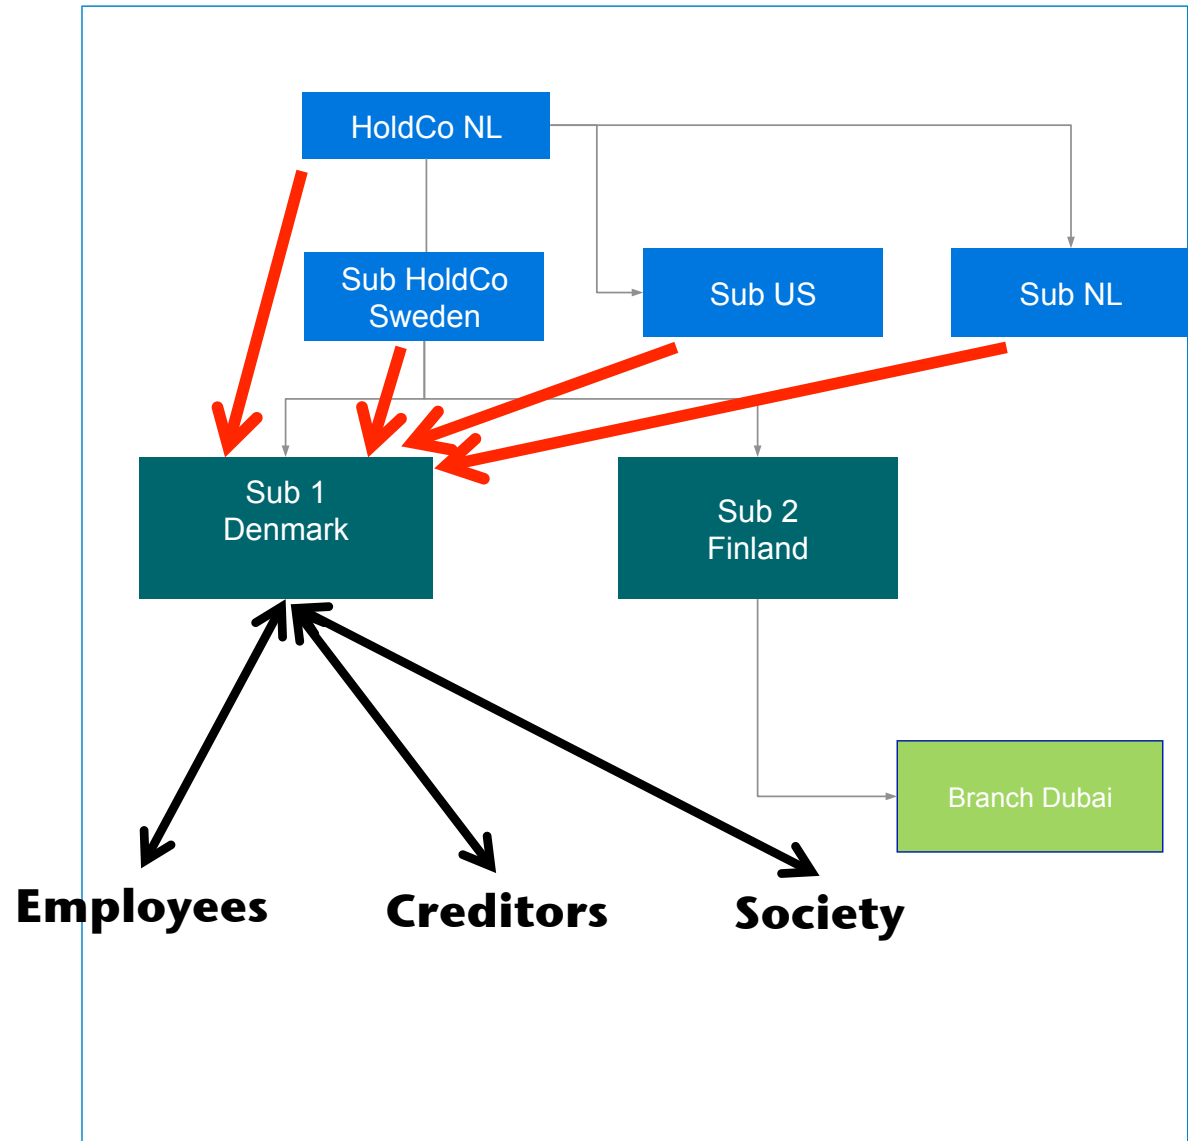 HoldCo NL
Sub HoldCo
Sweden
Sub US
Sub NL
Sub 1
Denmark
Sub 2
Finland
Branch Dubai
Employees
Creditors
Society